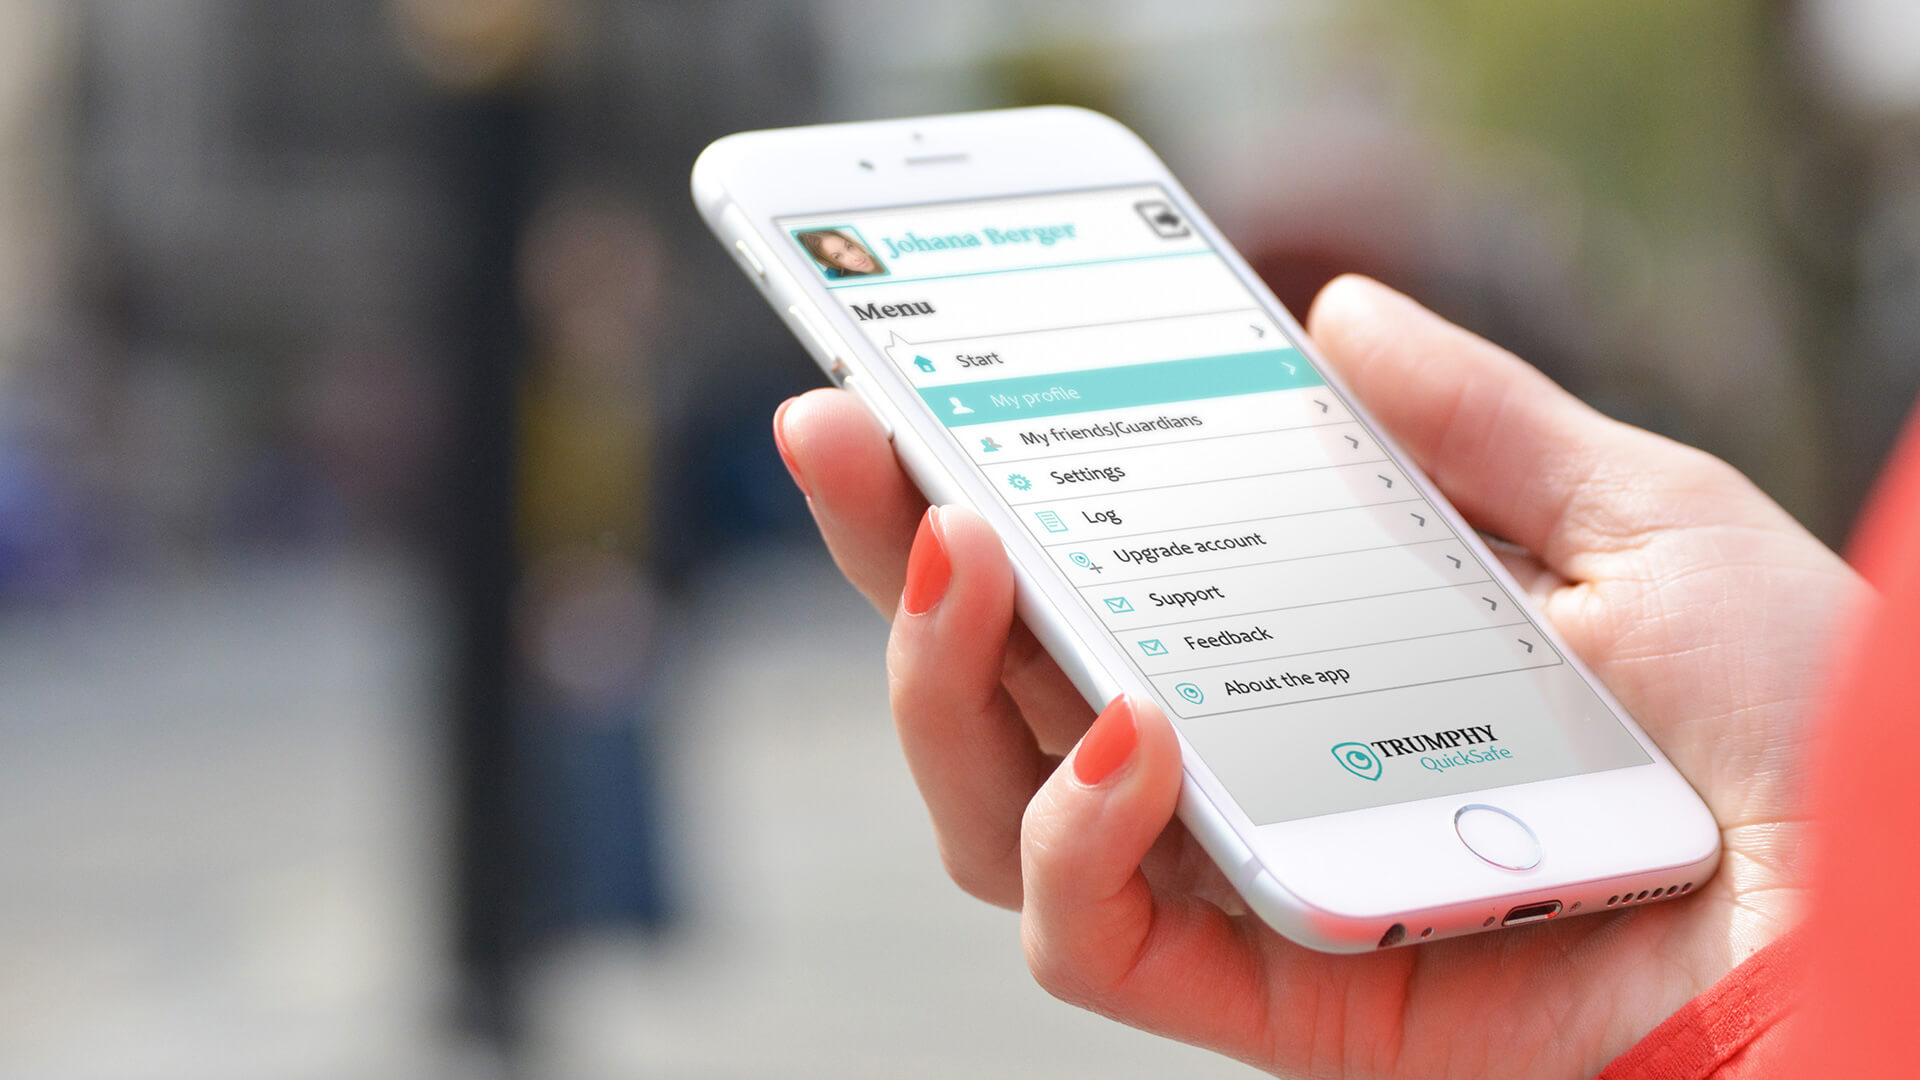 Johana Berger
Menu
Start
My profile
My friends/Guardians
Settings
Log
Upgrade account
Support
Feedback
About the app
TRUMPHY
QuickSafe